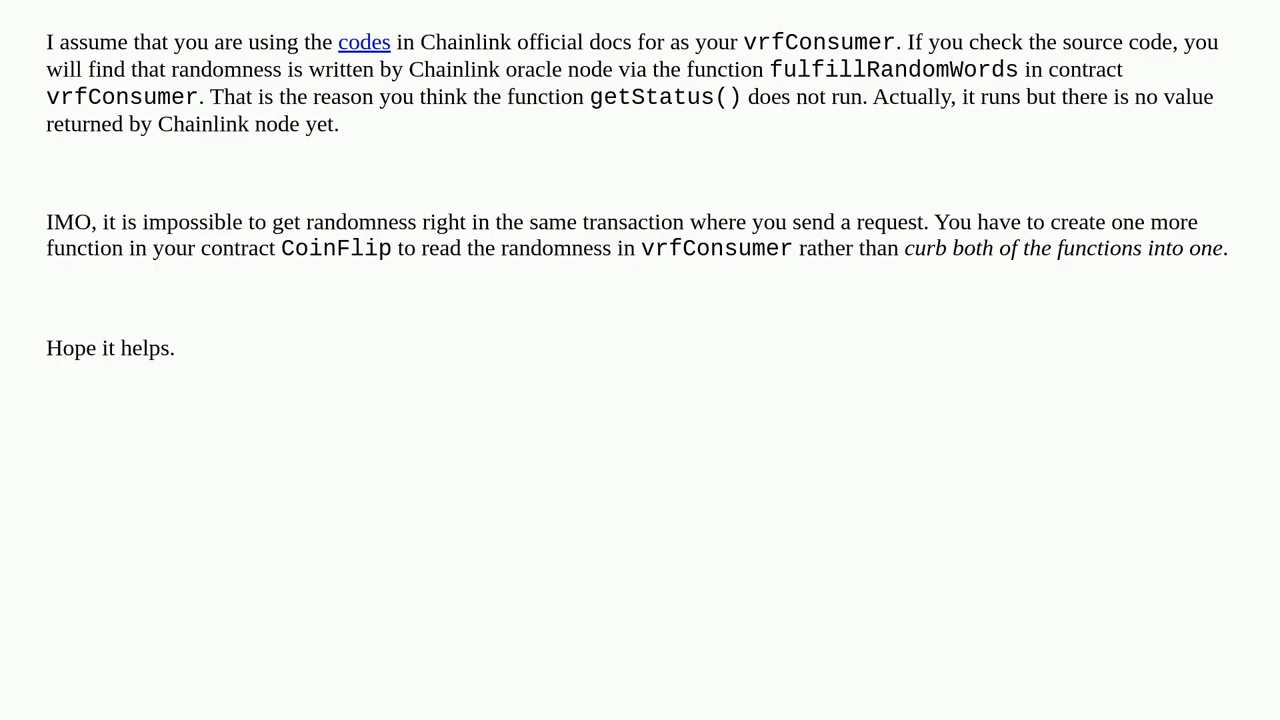 I assume that you are using the codes in Chainlink official docs for as your vrfConsumer. If you check the source code, you
will find that randomness is written by Chainlink oracle node via the function fulfillRandomWords in contract
vrfConsumer. That is the reason you think the function getStatus() does not run. Actually, it runs but there is no value
returned by Chainlink node yet.
IMO, it is impossible to get randomness right in the same transaction where you send a request. You have to create one more
function in your contract CoinFlip to read the randomness in vrfConsumer rather than curb both of the functions into one.
Hope it helps.